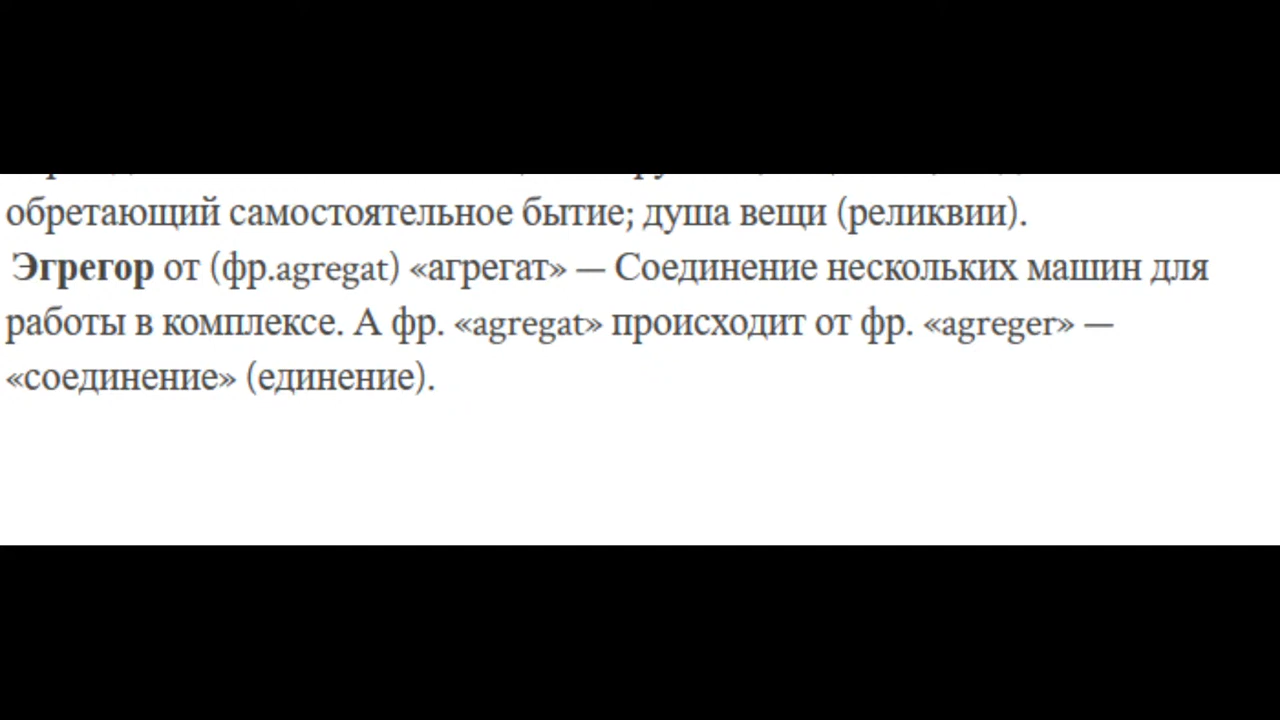 обретающий самостоятельное бытие; душа вещи (реликвии).
Эгрегор от (фр.agregat) «агрегат» — Соединение нескольких машин для
работы в комплексе. А фр. «agregat» происходит от фр. «agreger» —
«соединение» (единение).